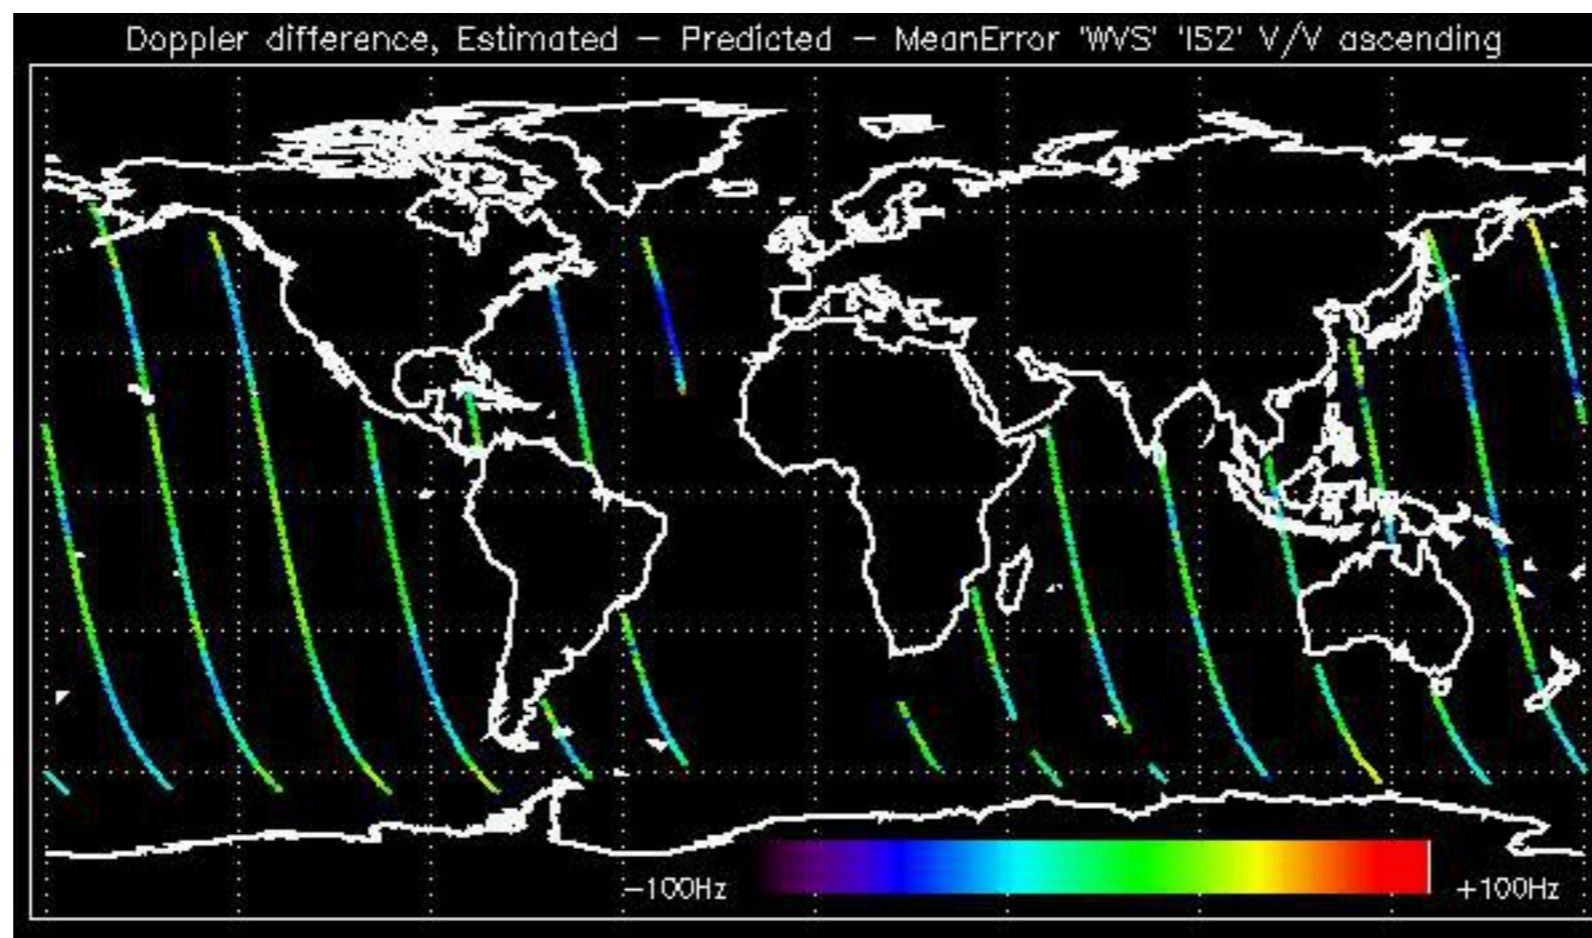 Doppler difference, Estimated – Predicted – MeanError 'WVS' 'IS2' V/V ascending
–100Hz +100Hz